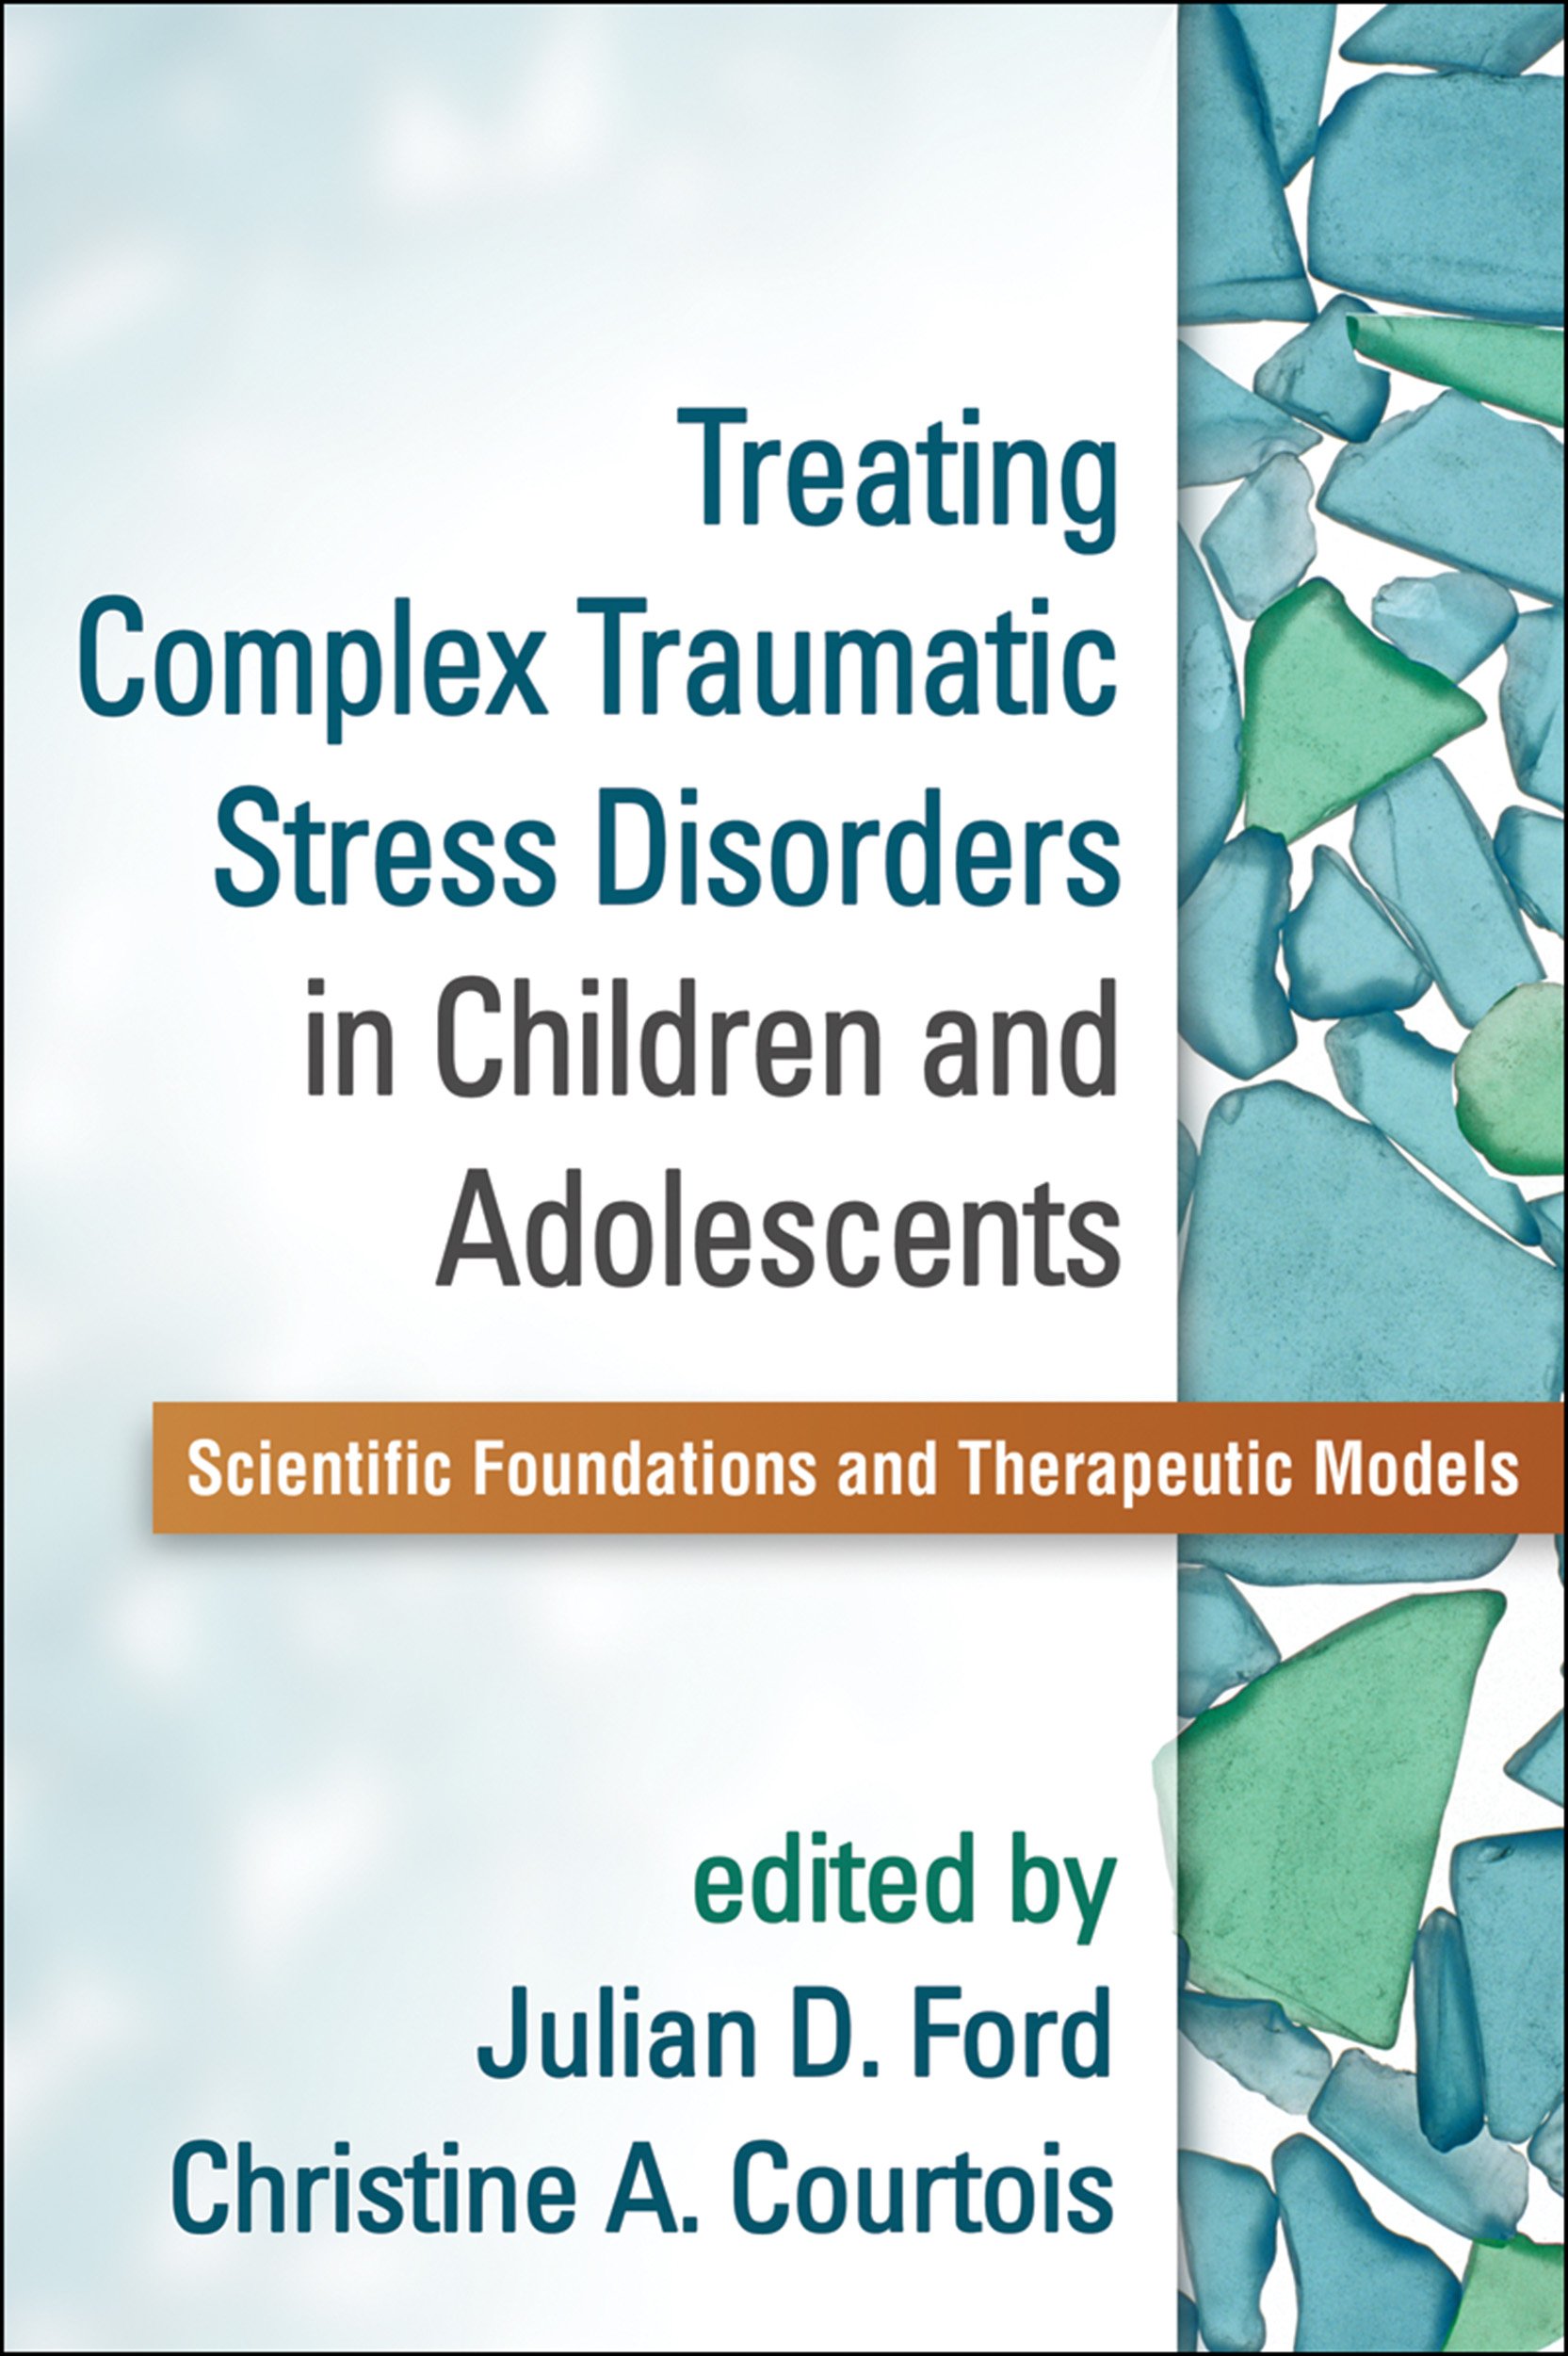 Treating
Complex Traumatic
Stress Disorders
in Children and
Adolescents
Scientific Foundations and Therapeutic Models
edited by
Julian D. Ford
Christine A. Courtois